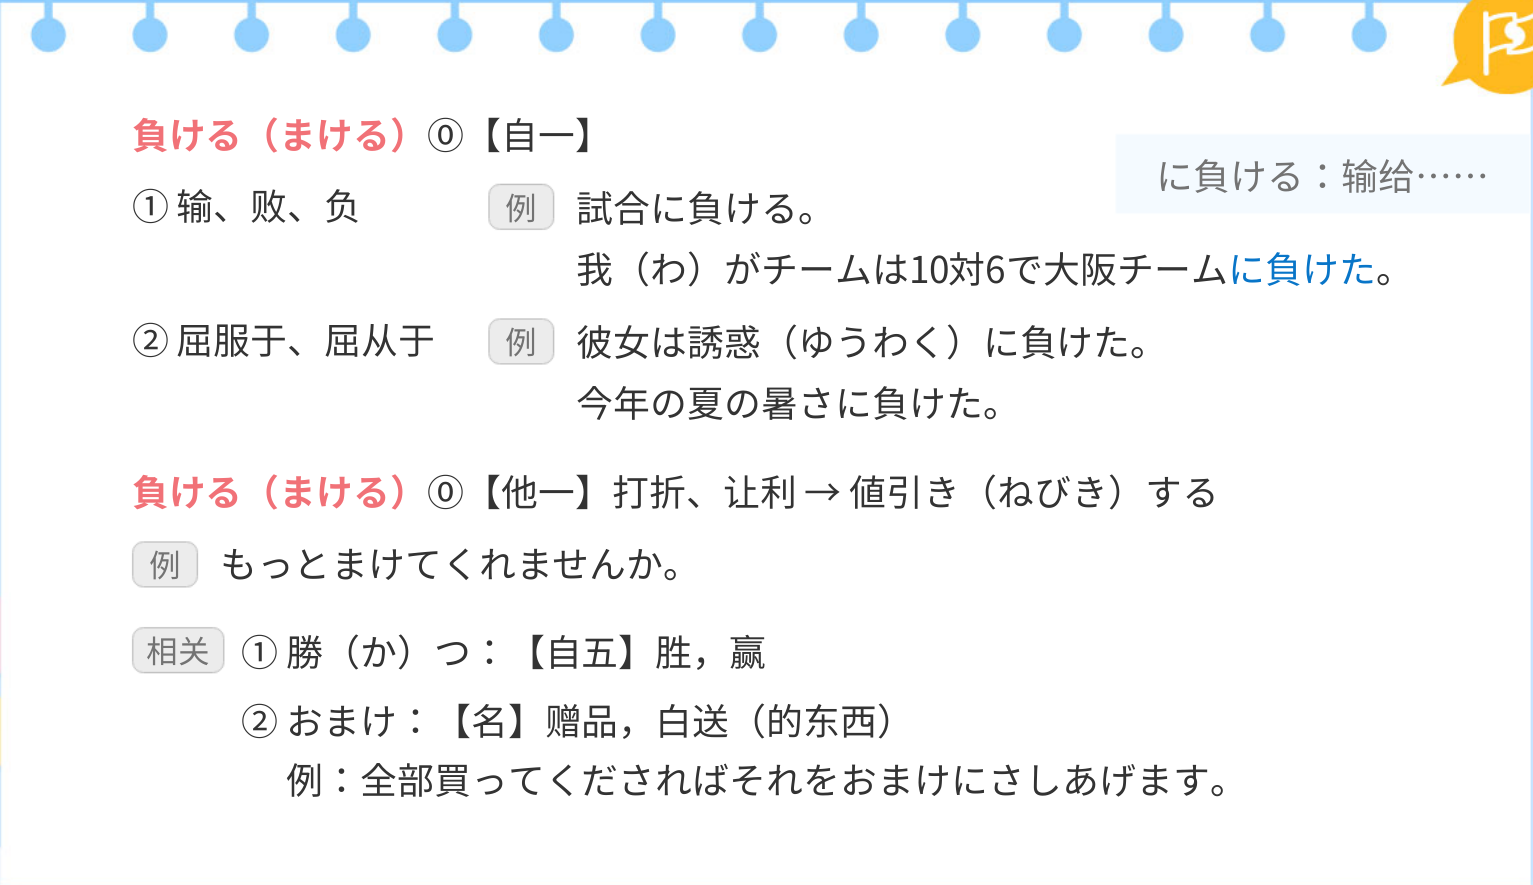 負ける（まける）⓪【自一】
に負ける：输给……
①输、败、负 例 試合に負ける。
我（わ）がチームは10対6で大阪チームに負けた。
②屈服于、屈从于 例 彼女は誘惑（ゆうわく）に負けた。
今年の夏の暑さに負けた。
負ける（まける）⓪【他一】打折、让利→値引き（ねびき）する
例 もっとまけてくれませんか。
相关 ①勝（か）つ：【自五】胜，赢
②おまけ：【名】赠品，白送（的东西）
例：全部買ってくださればそれをおまけにさしあげます。